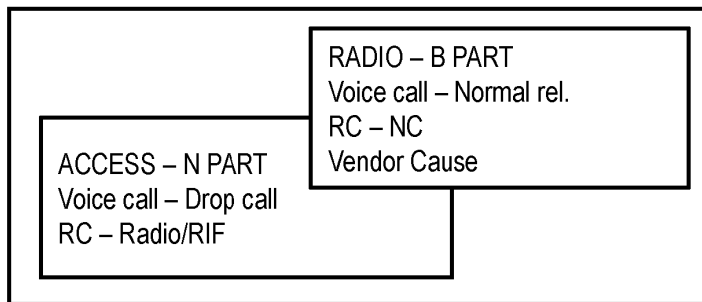 RADIO – B PART
Voice call – Normal rel.
RC – NC
Vendor Cause
ACCESS – N PART
Voice call – Drop call
RC – Radio/RIF